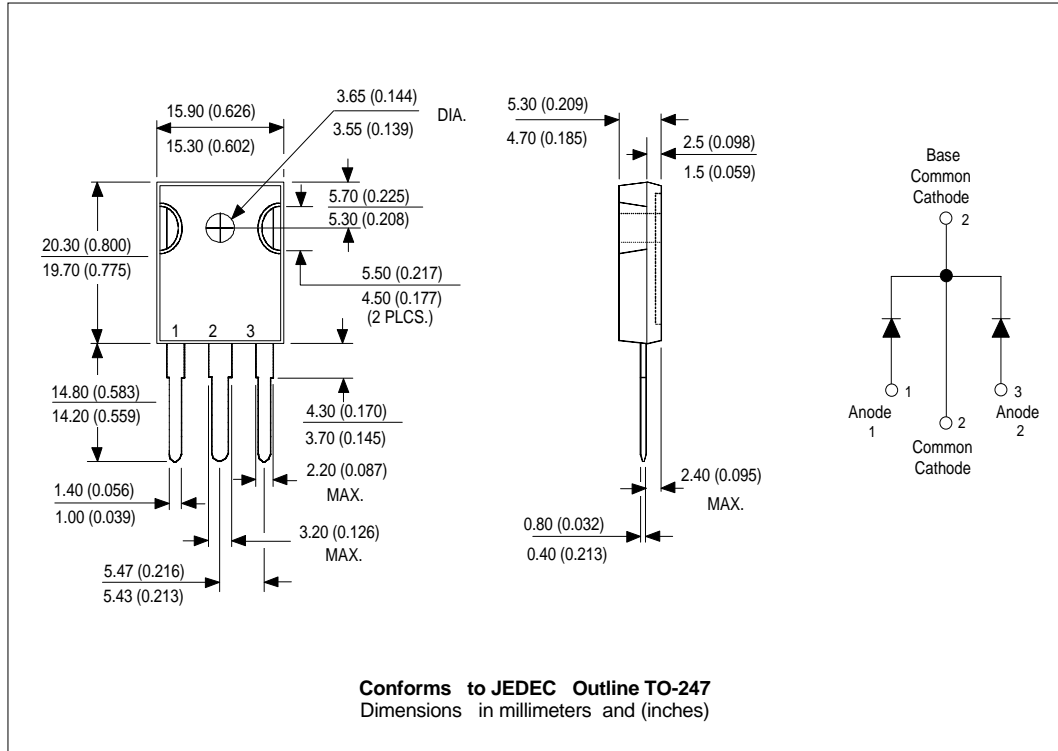 15.90 (0.626)
15.30 (0.602)
3.65 (0.144)
3.55 (0.139)
DIA.
5.70 (0.225)
5.30 (0.208)
20.30 (0.800)
19.70 (0.775)
5.50 (0.217)
4.50 (0.177)
(2 PLCS.)
1 2 3
14.80 (0.583)
14.20 (0.559)
4.30 (0.170)
3.70 (0.145)
2.20 (0.087)
MAX.
1.40 (0.056)
1.00 (0.039)
3.20 (0.126)
MAX.
5.47 (0.216)
5.43 (0.213)
5.30 (0.209)
4.70 (0.185)
2.5 (0.098)
1.5 (0.059)
2.40 (0.095)
MAX.
0.80 (0.032)
0.40 (0.213)
Base
Common
Cathode
2
1
Anode
1
2
Common
Cathode
3
Anode
2
Conforms to JEDEC Outline TO-247
Dimensions in millimeters and (inches)